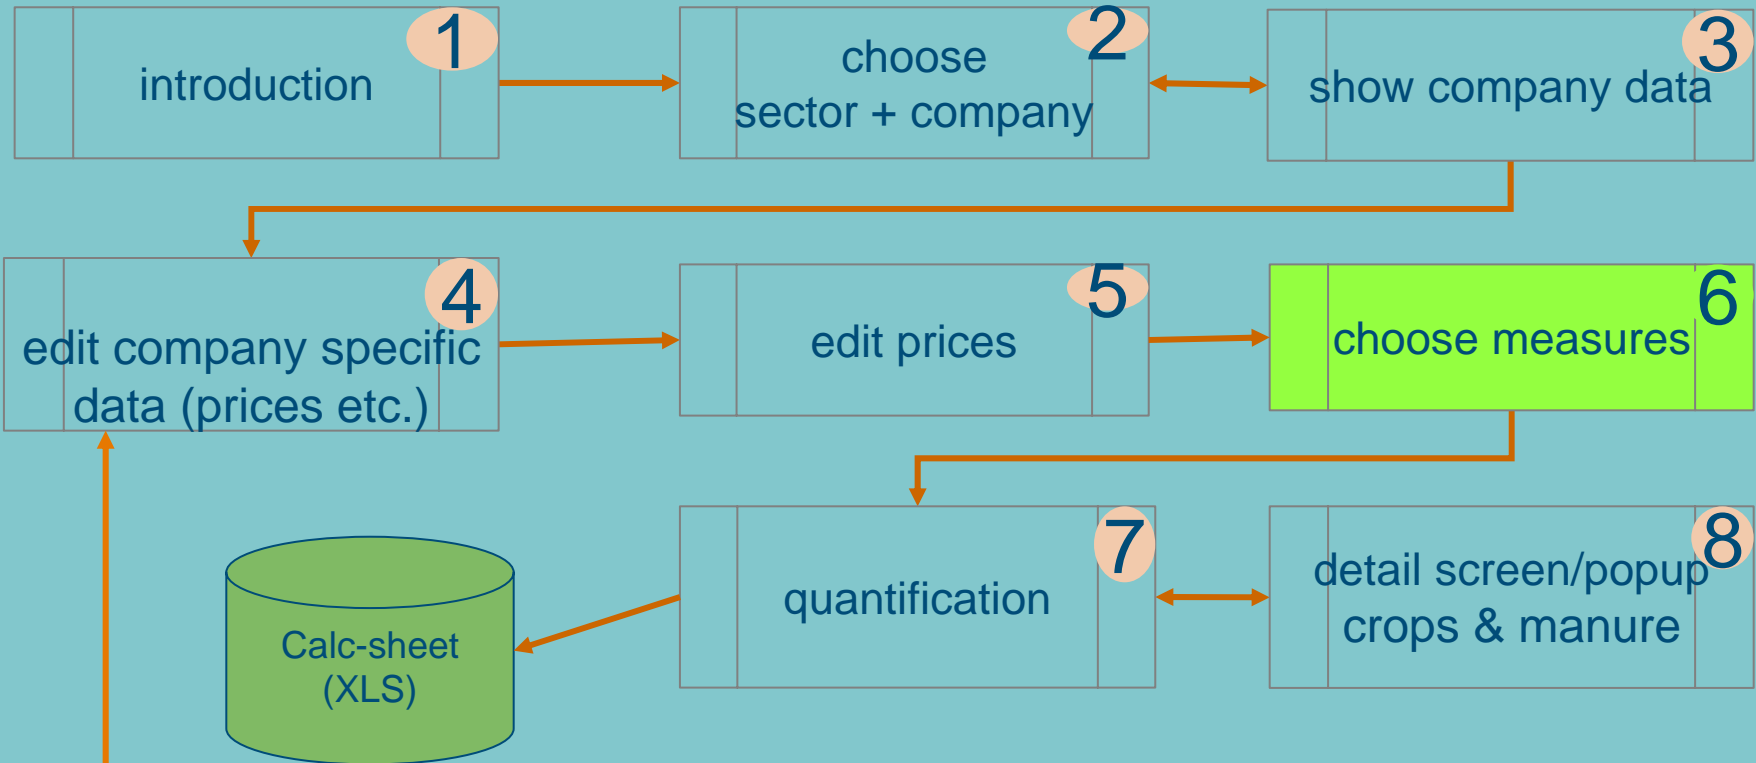 1
introduction
2
choose
sector + company
3
show company data
4
edit company specific
data (prices etc.)
5
edit prices
6
choose measures
7
quantification
8
detail screen/popup
crops & manure
Calc-sheet
(XLS)